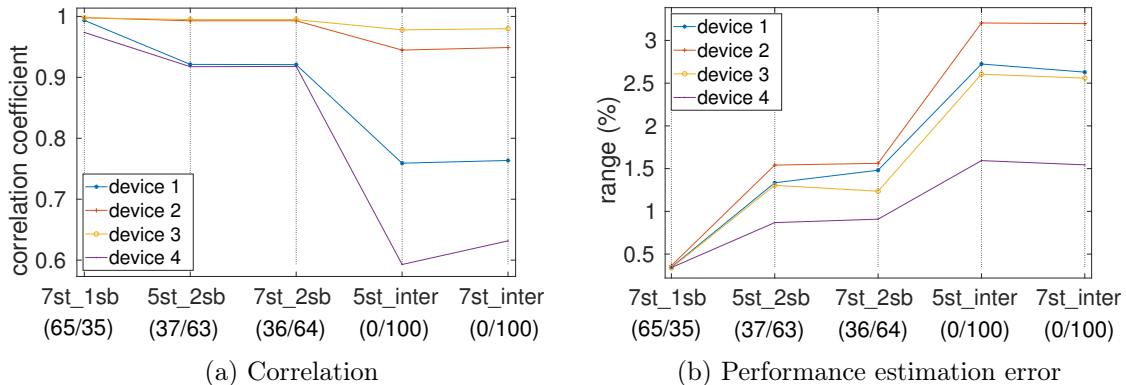 correlation coefficient
1
0.9
0.8
0.7
0.6
device 1
device 2
device 3
device 4
7st_1sb 5st_2sb 7st_2sb 5st_inter 7st_inter
(65/35) (37/63) (36/64) (0/100) (0/100)
(a) Correlation
range (%)
3
2.5
2
1.5
1
0.5
device 1
device 2
device 3
device 4
7st_1sb 5st_2sb 7st_2sb 5st_inter 7st_inter
(65/35) (37/63) (36/64) (0/100) (0/100)
(b) Performance estimation error